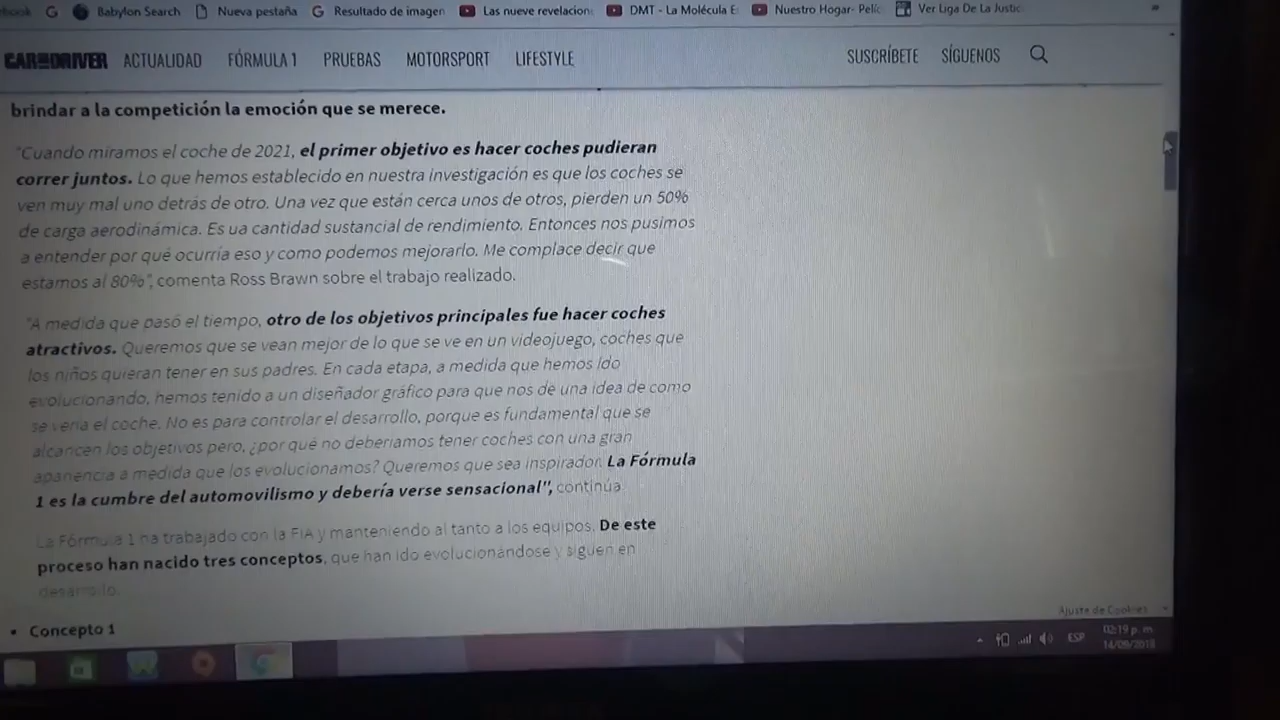 ebook
Babylon Search
Nueva pestaña
Resultado de imagen
Las nueve revelacion
DMT - La Molécula E
Nuestro Hogar- Pelíc
Ver Liga De La Justic
CAR AND DRIVER
ACTUALIDAD
FÓRMULA 1
PRUEBAS
MOTORSPORT
LIFESTYLE
SUSCRÍBETE
SÍGUENOS
brindar a la competición la emoción que se merece.
"Cuando miramos el coche de 2021, el primer objetivo es hacer coches pudieran
correr juntos. Lo que hemos establecido en nuestra investigación es que los coches se
ven muy mal uno detrás de otro. Una vez que están cerca unos de otros, pierden un 50%
de carga aerodinámica. Es ua cantidad sustancial de rendimiento. Entonces nos pusimos
a entender por qué ocurría eso y como podemos mejorarlo. Me complace decir que
estamos al 80%", comenta Ross Brawn sobre el trabajo realizado.
"A medida que pasó el tiempo, otro de los objetivos principales fue hacer coches
atractivos. Queremos que se vean mejor de lo que se ve en un videojuego, coches que
los niños quieran tener en sus padres. En cada etapa, a medida que hemos ido
evolucionando, hemos tenido a un diseñador gráfico para que nos de una idea de como
se vería el coche. No es para controlar el desarrollo, porque es fundamental que se
alcancen los objetivos pero, ¿por qué no deberíamos tener coches con una gran
apariencia a medida que los evolucionamos? Queremos que sea inspirador. La Fórmula
1 es la cumbre del automovilismo y debería verse sensacional", continúa.
La Fórmula 1 ha trabajado con la FIA y manteniendo al tanto a los equipos. De este
proceso han nacido tres conceptos, que han ido evolucionándose y siguen en
desarrollo.
• Concepto 1
Ajuste de Cookies
ESP
02:19 p. m.
14/09/2018